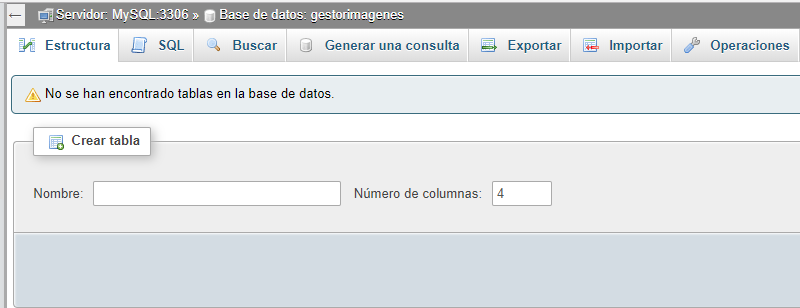 Servidor: MySQL:3306 » Base de datos: gestorimagenes
Estructura SQL Buscar Generar una consulta Exportar Importar Operaciones
No se han encontrado tablas en la base de datos.
Crear tabla
Nombre: Número de columnas: 4